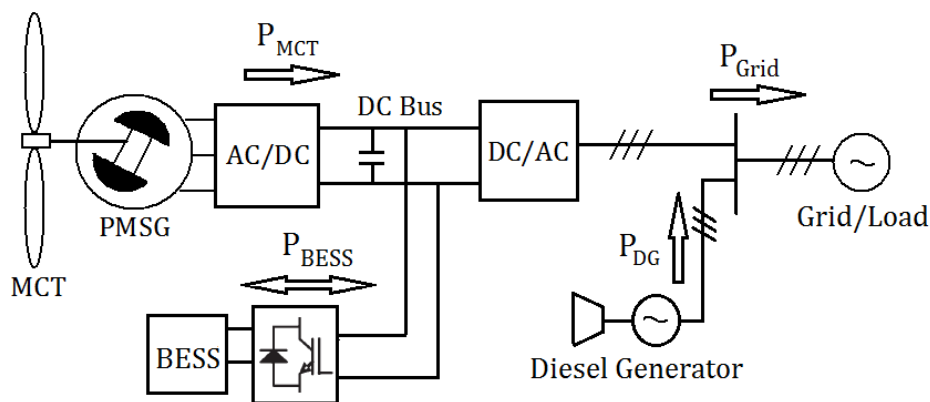 P_MCT
P_Grid
DC Bus
AC/DC
DC/AC
PMSG
Grid/Load
P_BESS
P_DG
MCT
BESS
Diesel Generator